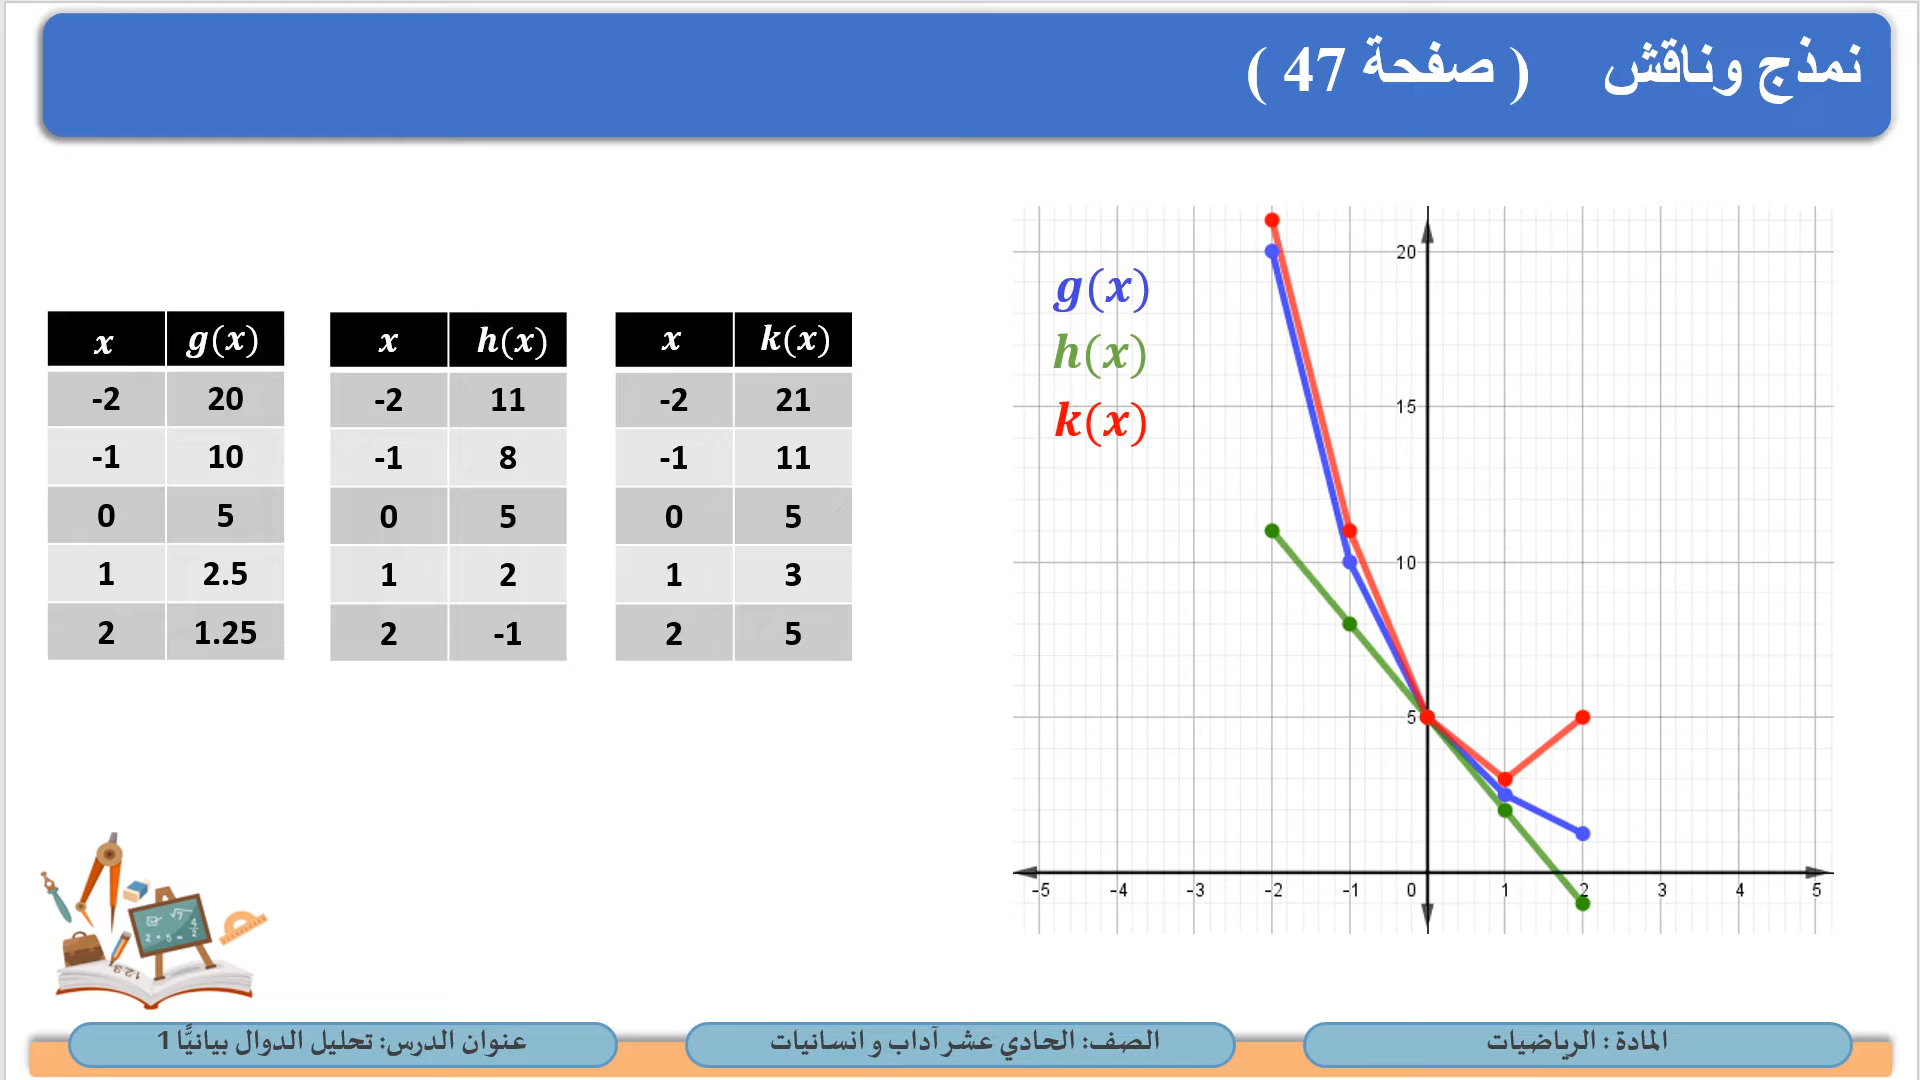 نمذج وناقش ( صفحة 47 )
x g(x)
-2 20
-1 10
0 5
1 2.5
2 1.25
x h(x)
-2 11
-1 8
0 5
1 2
2 -1
x k(x)
-2 21
-1 11
0 5
1 3
2 5
g(x)
h(x)
k(x)
20
15
10
5
-5 -4 -3 -2 -1 0 1 2 3 4 5
المادة : الرياضيات
الصف: الحادي عشر آداب و انسانيات
عنوان الدرس: تحليل الدوال بيانيًّا 1